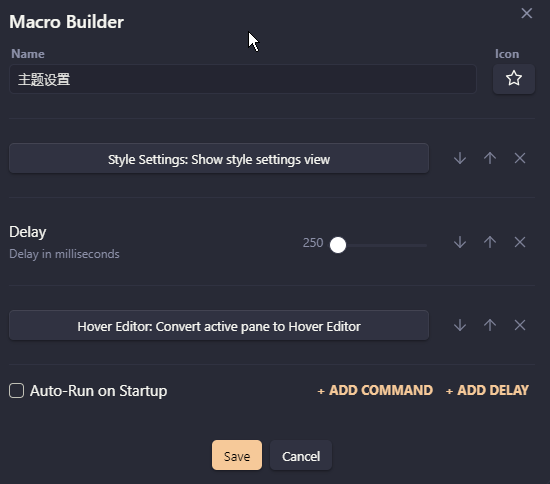 Macro Builder
Name
Icon
主题设置
Style Settings: Show style settings view
Delay
Delay in milliseconds
250
Hover Editor: Convert active pane to Hover Editor
Auto-Run on Startup
+ ADD COMMAND
+ ADD DELAY
Save
Cancel